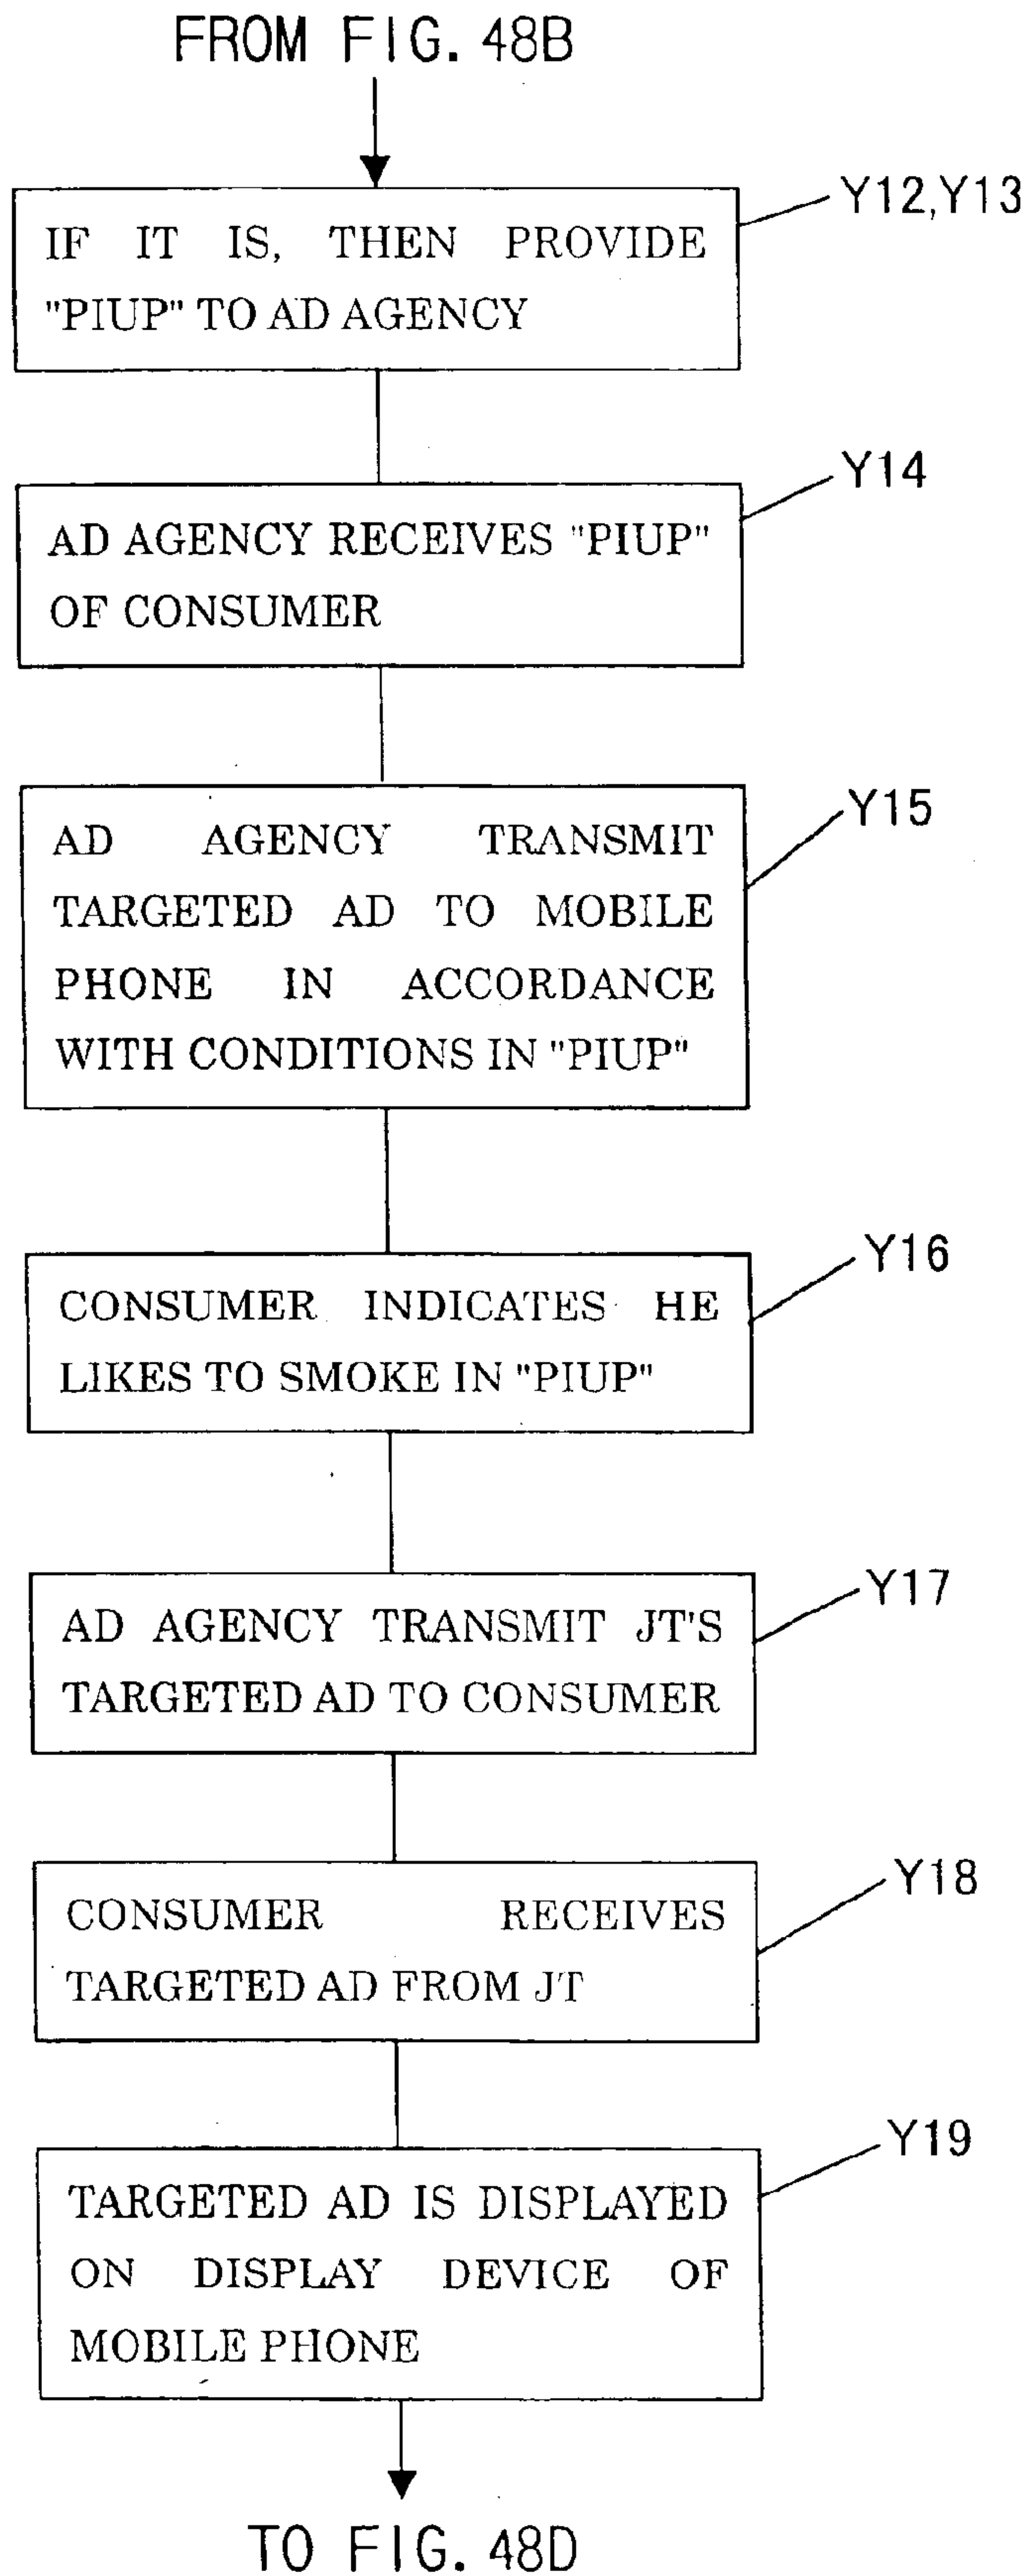 FROM FIG. 48B
Y12,Y13
IF IT IS, THEN PROVIDE
"PIUP" TO AD AGENCY
Y14
AD AGENCY RECEIVES "PIUP"
OF CONSUMER
Y15
AD AGENCY TRANSMIT
TARGETED AD TO MOBILE
PHONE IN ACCORDANCE
WITH CONDITIONS IN "PIUP"
Y16
CONSUMER INDICATES HE
LIKES TO SMOKE IN "PIUP"
Y17
AD AGENCY TRANSMIT JT'S
TARGETED AD TO CONSUMER
Y18
CONSUMER RECEIVES
TARGETED AD FROM JT
Y19
TARGETED AD IS DISPLAYED
ON DISPLAY DEVICE OF
MOBILE PHONE
TO FIG. 48D